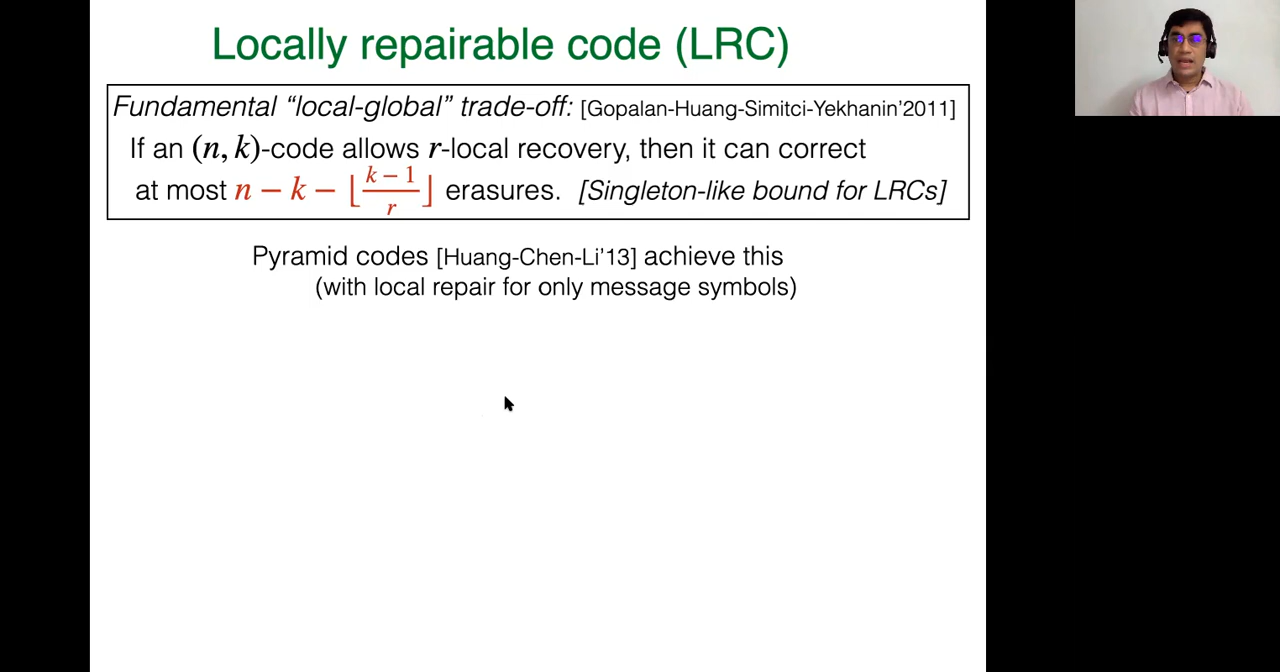 Locally repairable code (LRC)
Fundamental “local-global” trade-off: [Gopalan-Huang-Simitci-Yekhanin’2011]
If an (n, k)-code allows r-local recovery, then it can correct
at most n − k − ⌊(k − 1)/r⌋ erasures. [Singleton-like bound for LRCs]
Pyramid codes [Huang-Chen-Li’13] achieve this
(with local repair for only message symbols)